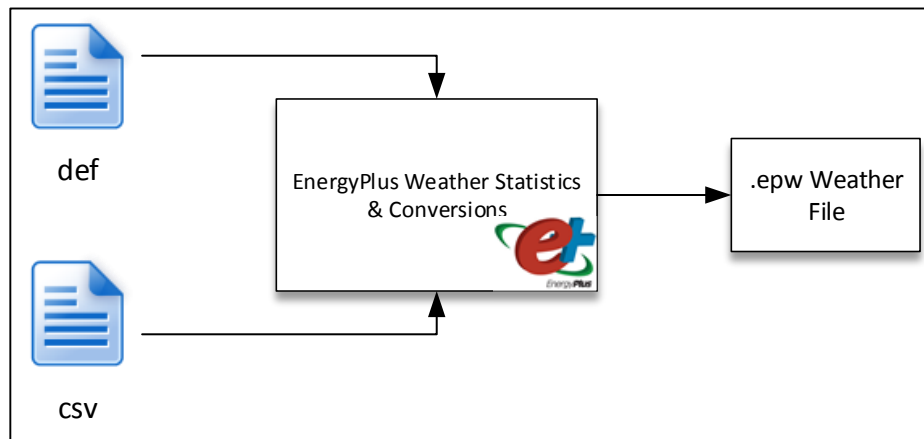 def
EnergyPlus Weather Statistics
& Conversions
e+
EnergyPlus
.epw Weather
File
csv